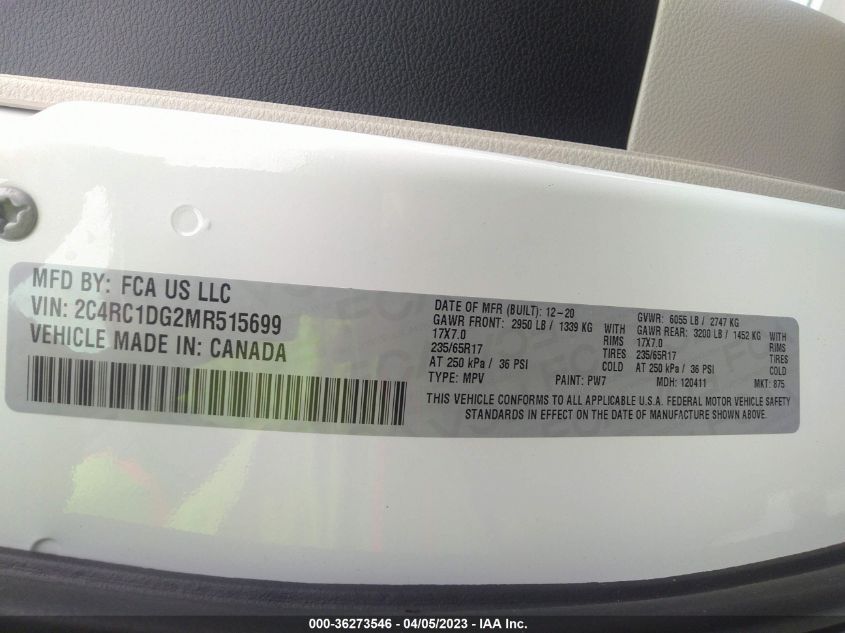 MFD BY: FCA US LLC
VIN: 2C4RC1DG2MR515699
VEHICLE MADE IN: CANADA
DATE OF MFR (BUILT): 12-20
GAWR FRONT: 2950 LB / 1339 KG WITH
17X7.0 RIMS
235/65R17 TIRES
AT 250 kPa / 36 PSI COLD
TYPE: MPV PAINT: PW7
GVWR: 6055 LB / 2747 KG
GAWR REAR: 3200 LB / 1452 KG WITH
17X7.0 RIMS
235/65R17 TIRES
AT 250 kPa / 36 PSI COLD
MDH: 120411 MKT: 875
THIS VEHICLE CONFORMS TO ALL APPLICABLE U.S.A. FEDERAL MOTOR VEHICLE SAFETY
STANDARDS IN EFFECT ON THE DATE OF MANUFACTURE SHOWN ABOVE.
000-36273546 - 04/05/2023 - IAA Inc.